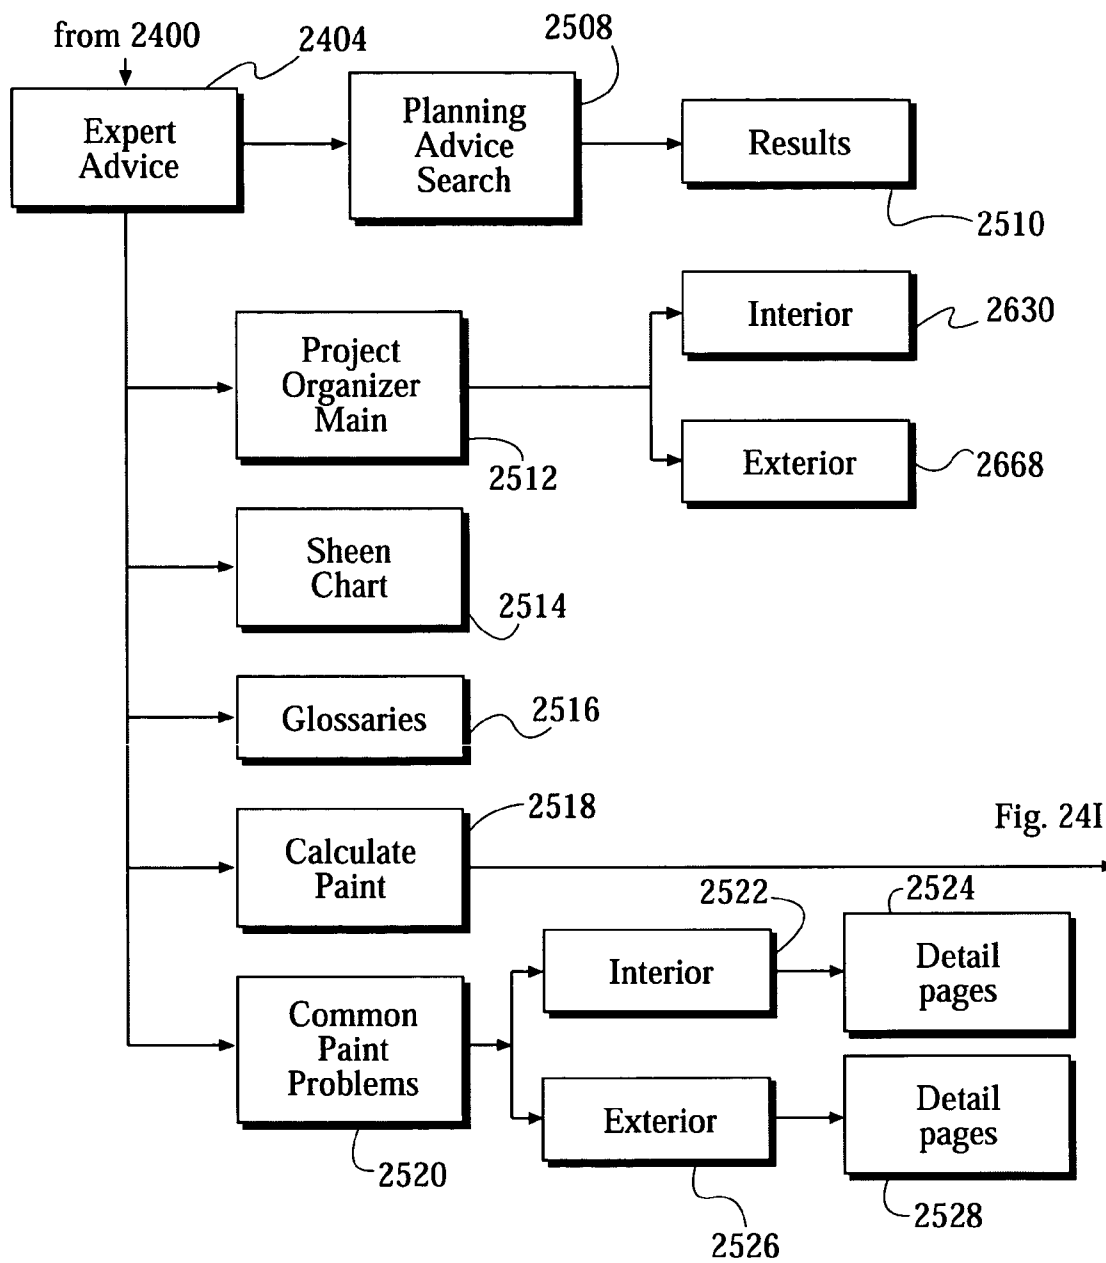 from 2400
2404
2508
Expert
Advice
Planning
Advice
Search
Results
2510
Project
Organizer
Main
2512
Interior
2630
Exterior
2668
Sheen
Chart
2514
Glossaries
2516
Calculate
Paint
2518
Fig. 24I
Common
Paint
Problems
2520
Interior
2522
Detail
pages
2524
Exterior
2526
Detail
pages
2528